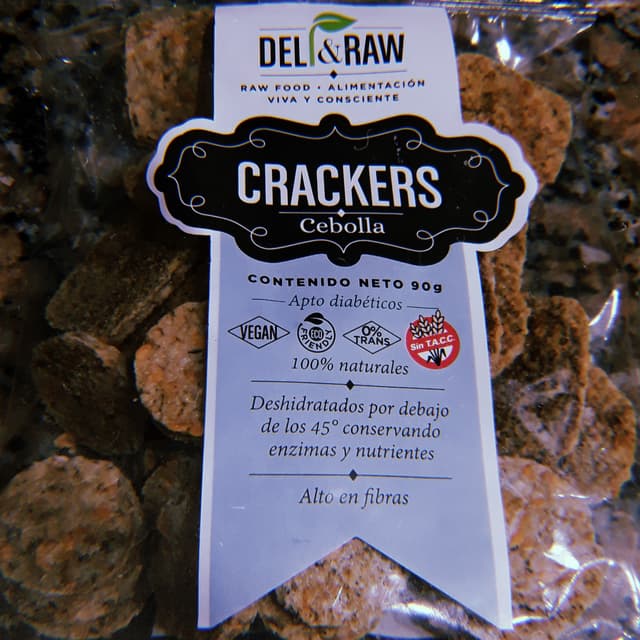 DELI & RAW
RAW FOOD • ALIMENTACIÓN
VIVA Y CONSCIENTE
CRACKERS
Cebolla
CONTENIDO NETO 90g
Apto diabéticos
VEGAN
ECO
FRIENDLY
0%
TRANS
Sin T.A.C.C.
100% naturales
Deshidratados por debajo
de los 45° conservando
enzimas y nutrientes
Alto en fibras